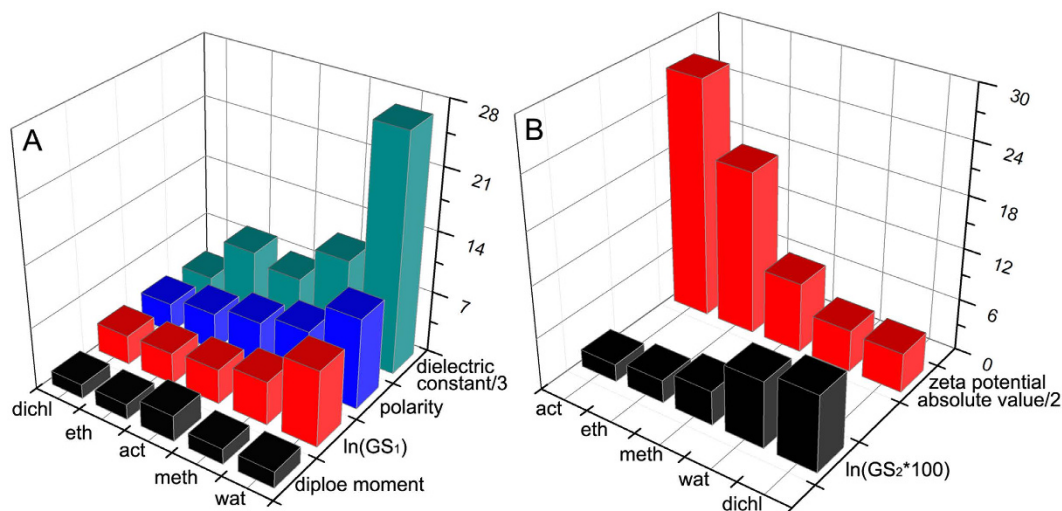 A
28
21
14
7
dielectric
constant/3
polarity
ln(GS₁)
diploe moment
dichl
eth
act
meth
wat
B
30
24
18
12
6
0
zeta potential
absolute value/2
ln(GS₂*100)
act
eth
meth
wat
dichl